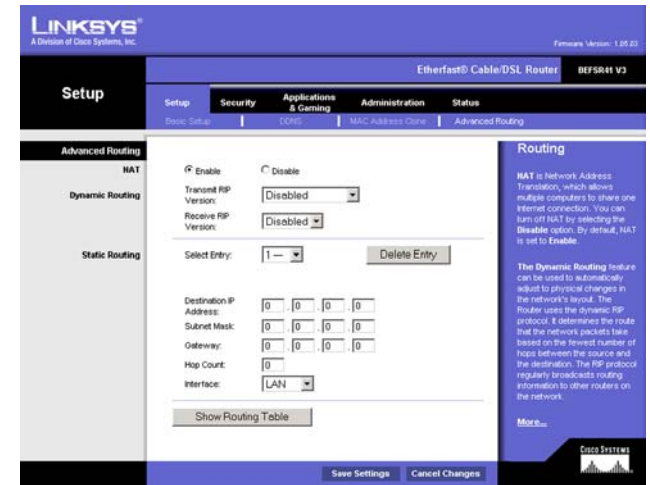 LINKSYS®
A Division of Cisco Systems, Inc.
Firmware Version: 1.05.23
Etherfast® Cable/DSL Router
BEFSR41 V3
Setup
Setup
Security
Applications & Gaming
Administration
Status
Basic Setup
DDNS
MAC Address Clone
Advanced Routing
Advanced Routing
NAT
Enable
Disable
Dynamic Routing
Transmit RIP Version:
Disabled
Receive RIP Version:
Disabled
Static Routing
Select Entry:
1 —
Delete Entry
Destination IP Address:
0 . 0 . 0 . 0
Subnet Mask:
0 . 0 . 0 . 0
Gateway:
0 . 0 . 0 . 0
Hop Count:
0
Interface:
LAN
Show Routing Table
Routing
NAT is Network Address
Translation, which allows
multiple computers to share one
Internet connection. You can
turn off NAT by selecting the
Disable option. By default, NAT
is set to Enable.
The Dynamic Routing feature
can be used to automatically
adjust to physical changes in
the network's layout. The
Router uses the dynamic RIP
protocol. It determines the route
that the network packets take
based on the fewest number of
hops between the source and
the destination. The RIP protocol
regularly broadcasts routing
information to other routers on
the network.
More...
Save Settings
Cancel Changes
CISCO SYSTEMS